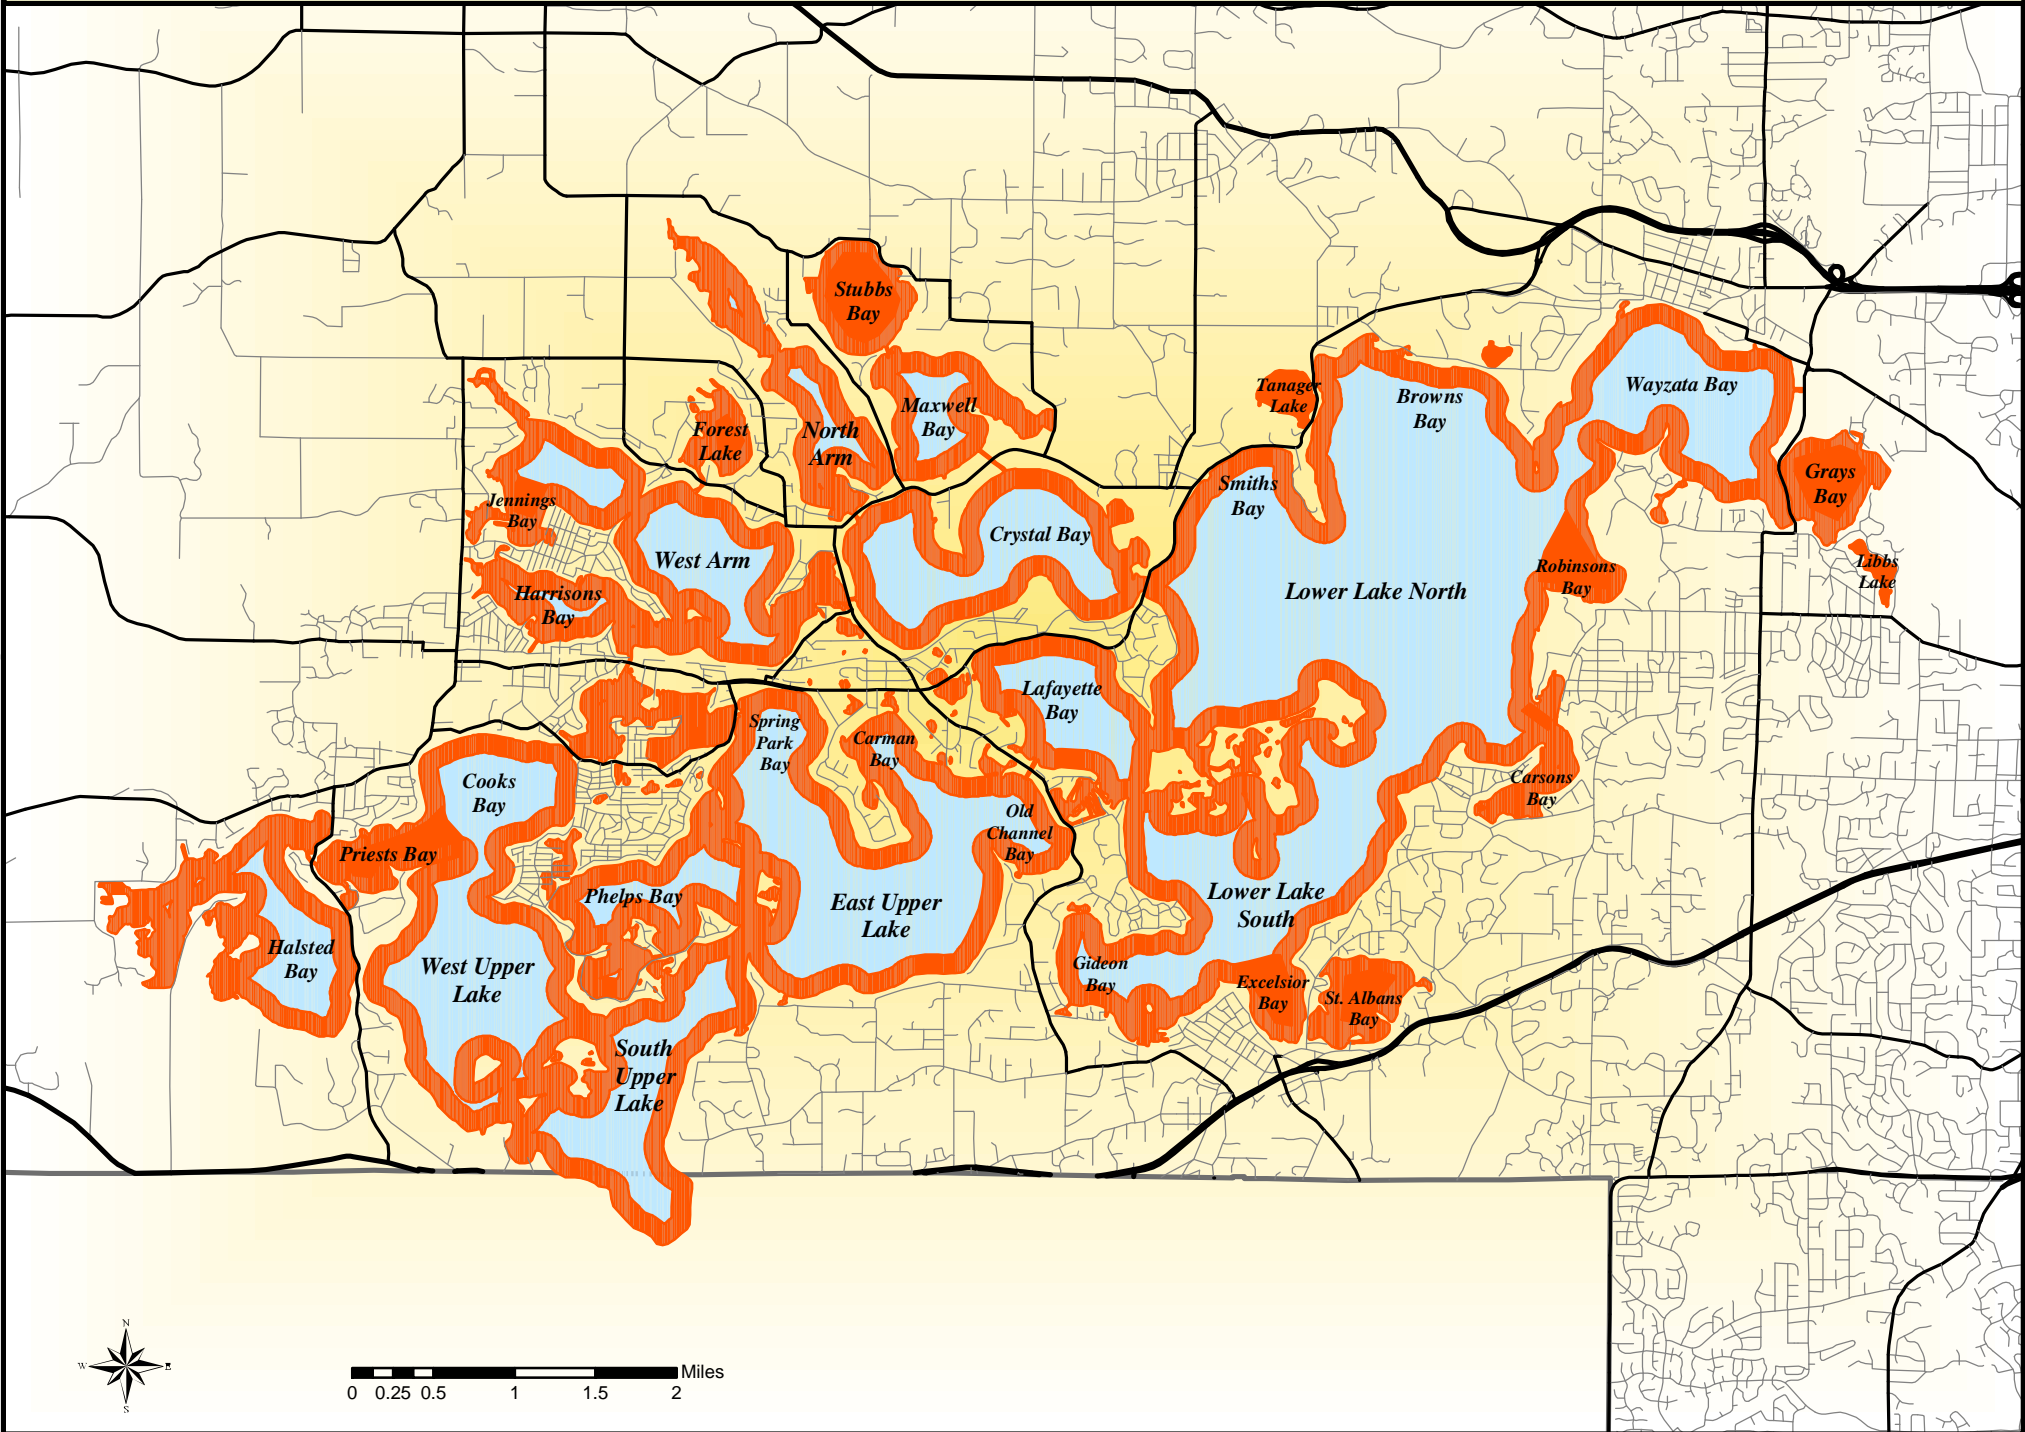 Stubbs
Bay
Tanager
Lake
Browns
Bay
Wayzata Bay
Maxwell
Bay
Forest
Lake
North
Arm
Grays
Bay
Smiths
Bay
Jennings
Bay
Crystal Bay
West Arm
Libbs
Lake
Robinsons
Bay
Lower Lake North
Harrisons
Bay
Lafayette
Bay
Spring
Park
Bay
Carman
Bay
Cooks
Bay
Carsons
Bay
Old
Channel
Bay
Priests Bay
Phelps Bay
East Upper
Lake
Lower Lake
South
Halsted
Bay
West Upper
Lake
Gideon
Bay
Excelsior
Bay
St. Albans
Bay
South
Upper
Lake
N
W
E
S
Miles
0 0.25 0.5 1 1.5 2